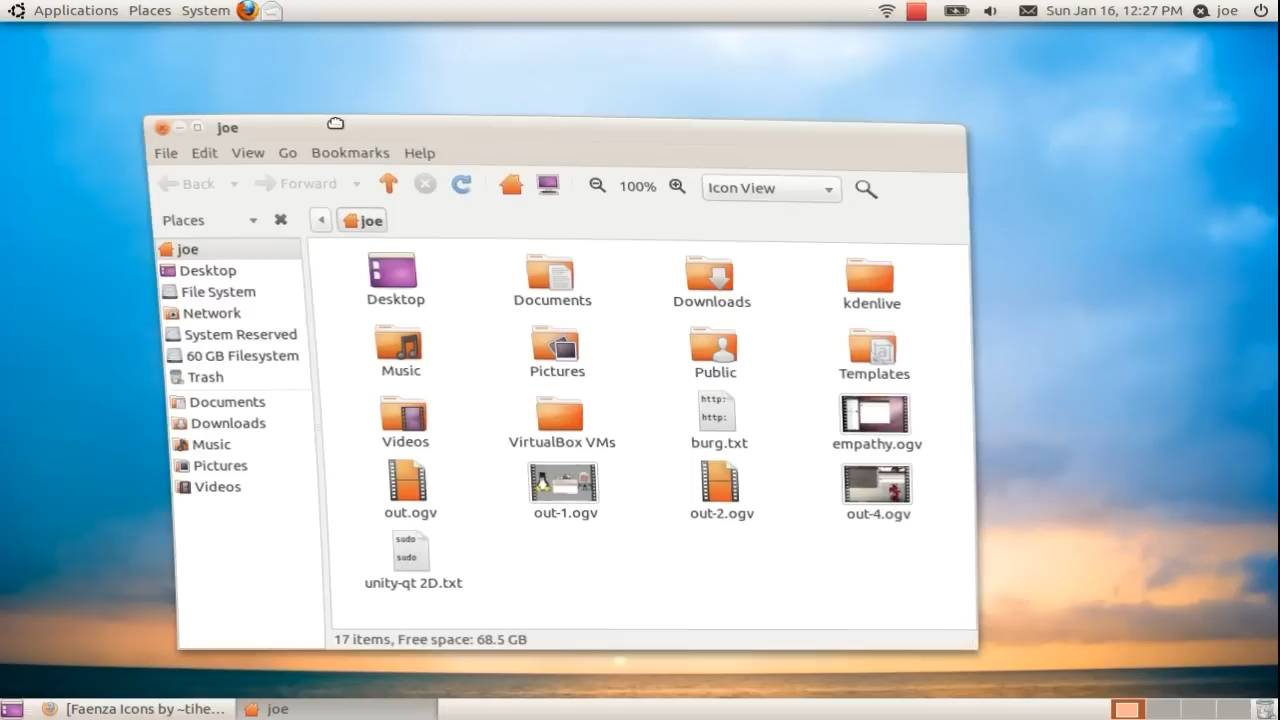 Applications Places System Sun Jan 16, 12:27 PM joe
joe
File Edit View Go Bookmarks Help
Back Forward 100% Icon View
Places joe
joe
Desktop
File System
Network
System Reserved
60 GB Filesystem
Trash
Documents
Downloads
Music
Pictures
Videos
Desktop Documents Downloads kdenlive
Music Pictures Public Templates
http:
http:
Videos VirtualBox VMs burg.txt empathy.ogv
out.ogv out-1.ogv out-2.ogv out-4.ogv
sudo
sudo
unity-qt 2D.txt
17 items, Free space: 68.5 GB
[Faenza Icons by ~tihe... joe